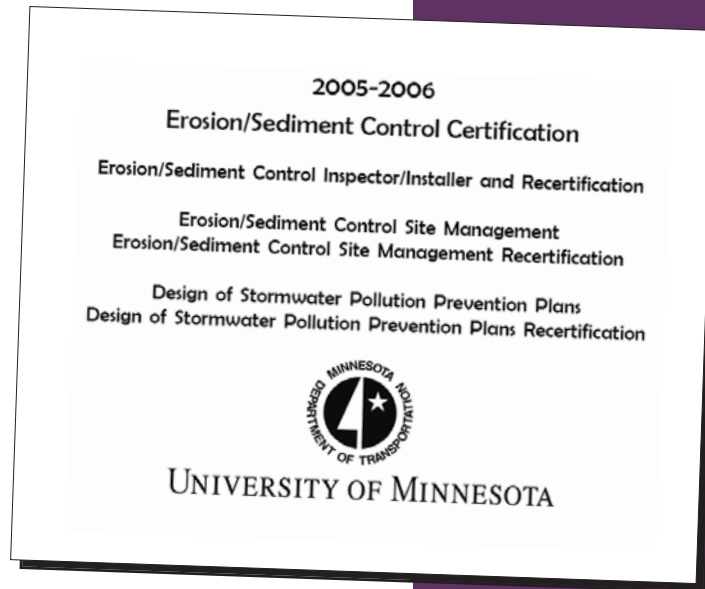 2005-2006
Erosion/Sediment Control Certification
Erosion/Sediment Control Inspector/Installer and Recertification
Erosion/Sediment Control Site Management
Erosion/Sediment Control Site Management Recertification
Design of Stormwater Pollution Prevention Plans
Design of Stormwater Pollution Prevention Plans Recertification
MINNESOTA DEPARTMENT OF TRANSPORTATION
UNIVERSITY OF MINNESOTA